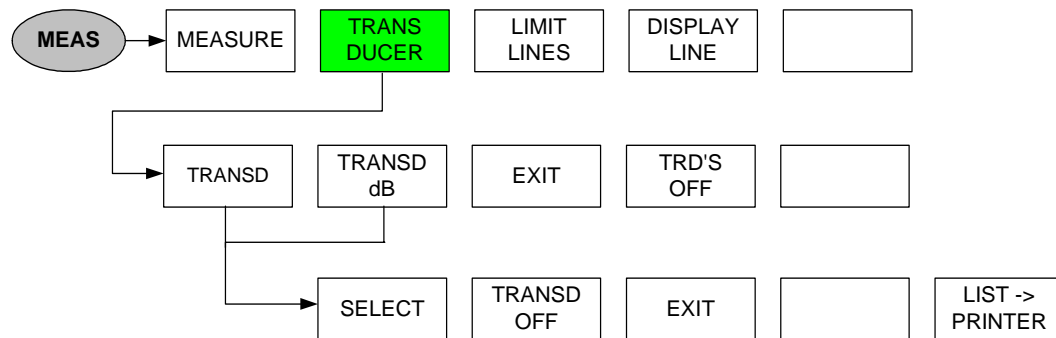 MEAS
MEASURE
TRANS
DUCER
LIMIT
LINES
DISPLAY
LINE
TRANSD
TRANSD
dB
EXIT
TRD'S
OFF
SELECT
TRANSD
OFF
EXIT
LIST ->
PRINTER